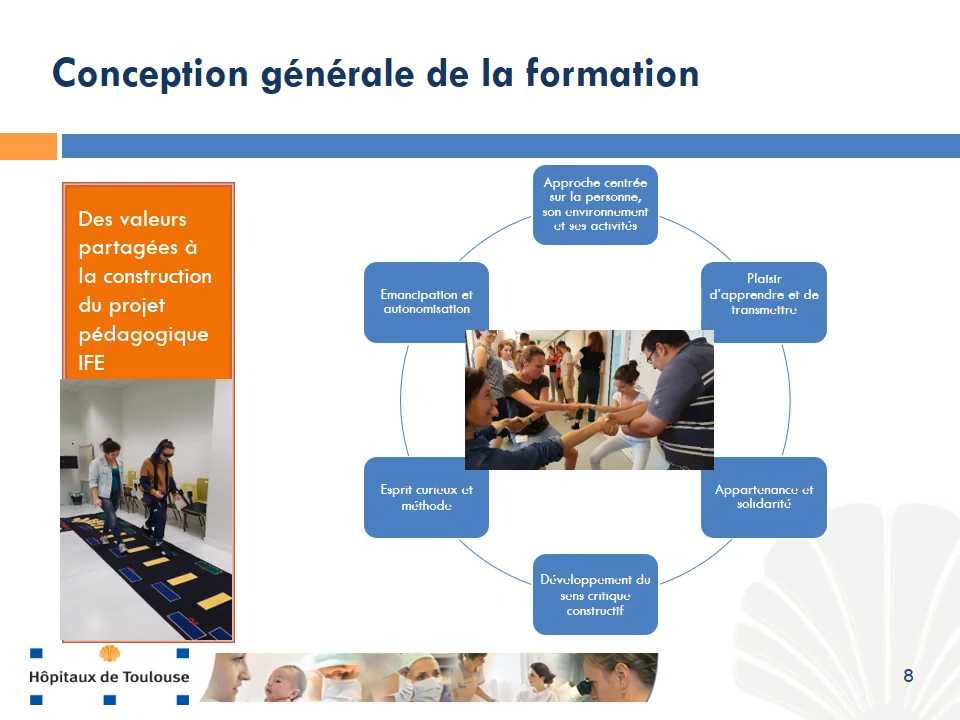 Conception générale de la formation
Des valeurs
partagées à
la construction
du projet
pédagogique
IFE
Approche centrée
sur la personne,
son environnement
et ses activités
Plaisir
d'apprendre et de
transmettre
Appartenance et
solidarité
Développement du
sens critique
constructif
Esprit curieux et
méthode
Emancipation et
autonomisation
Hôpitaux de Toulouse
8